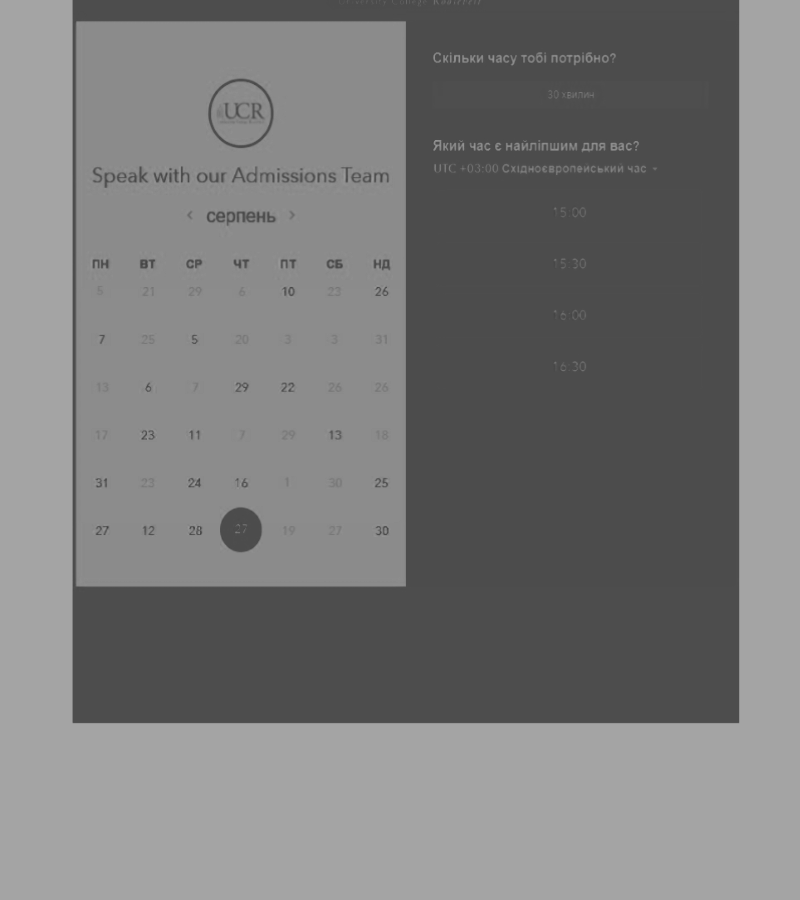 UCR
Speak with our Admissions Team
‹ серпень ›
ПН ВТ СР ЧТ ПТ СБ НД
5 21 29 6 10 23 26
7 25 5 20 3 3 31
13 6 7 29 22 26 26
17 23 11 7 29 13 18
31 23 24 16 1 30 25
27 12 28 27 19 27 30
Скільки часу тобі потрібно?
30 хвилин
Який час є найліпшим для вас?
UTC +03:00 Східноєвропейський час
15:00
15:30
16:00
16:30